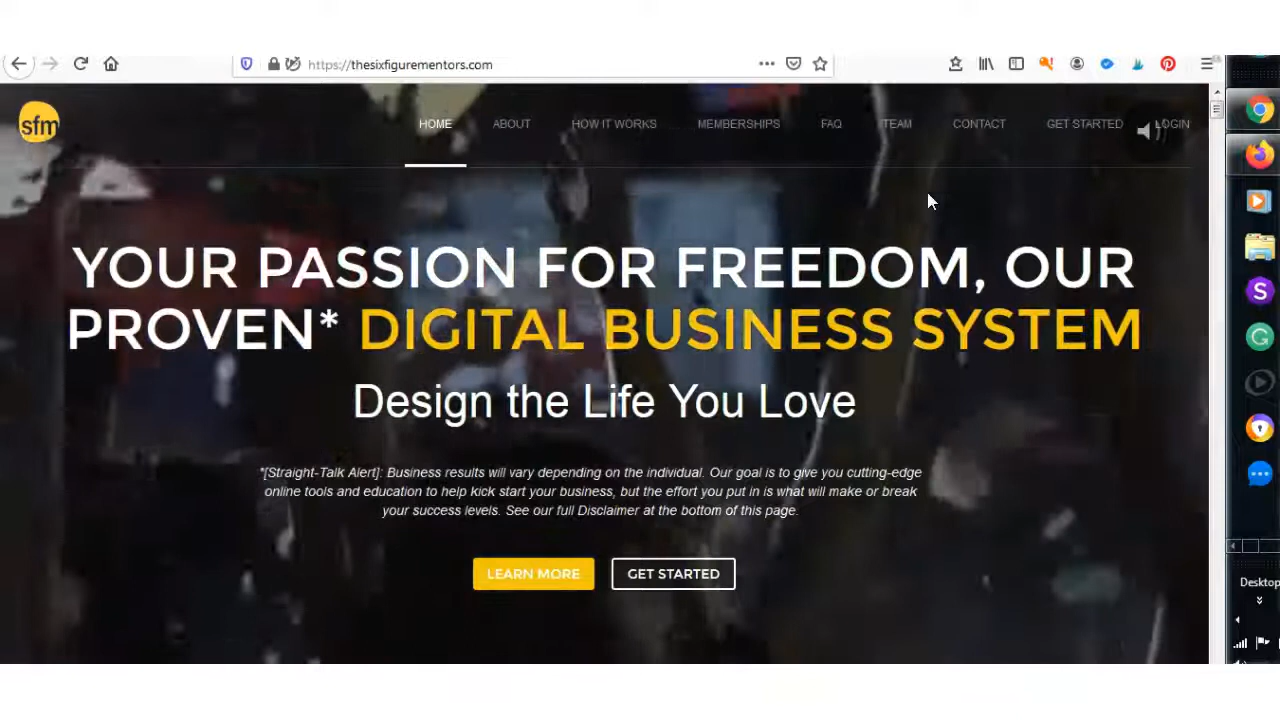 https://thesixfigurementors.com
sfm
HOME ABOUT HOW IT WORKS MEMBERSHIPS FAQ TEAM CONTACT GET STARTED LOGIN
YOUR PASSION FOR FREEDOM, OUR
PROVEN* DIGITAL BUSINESS SYSTEM
Design the Life You Love
*[Straight-Talk Alert]: Business results will vary depending on the individual. Our goal is to give you cutting-edge
online tools and education to help kick start your business, but the effort you put in is what will make or break
your success levels. See our full Disclaimer at the bottom of this page.
LEARN MORE GET STARTED
Desktop